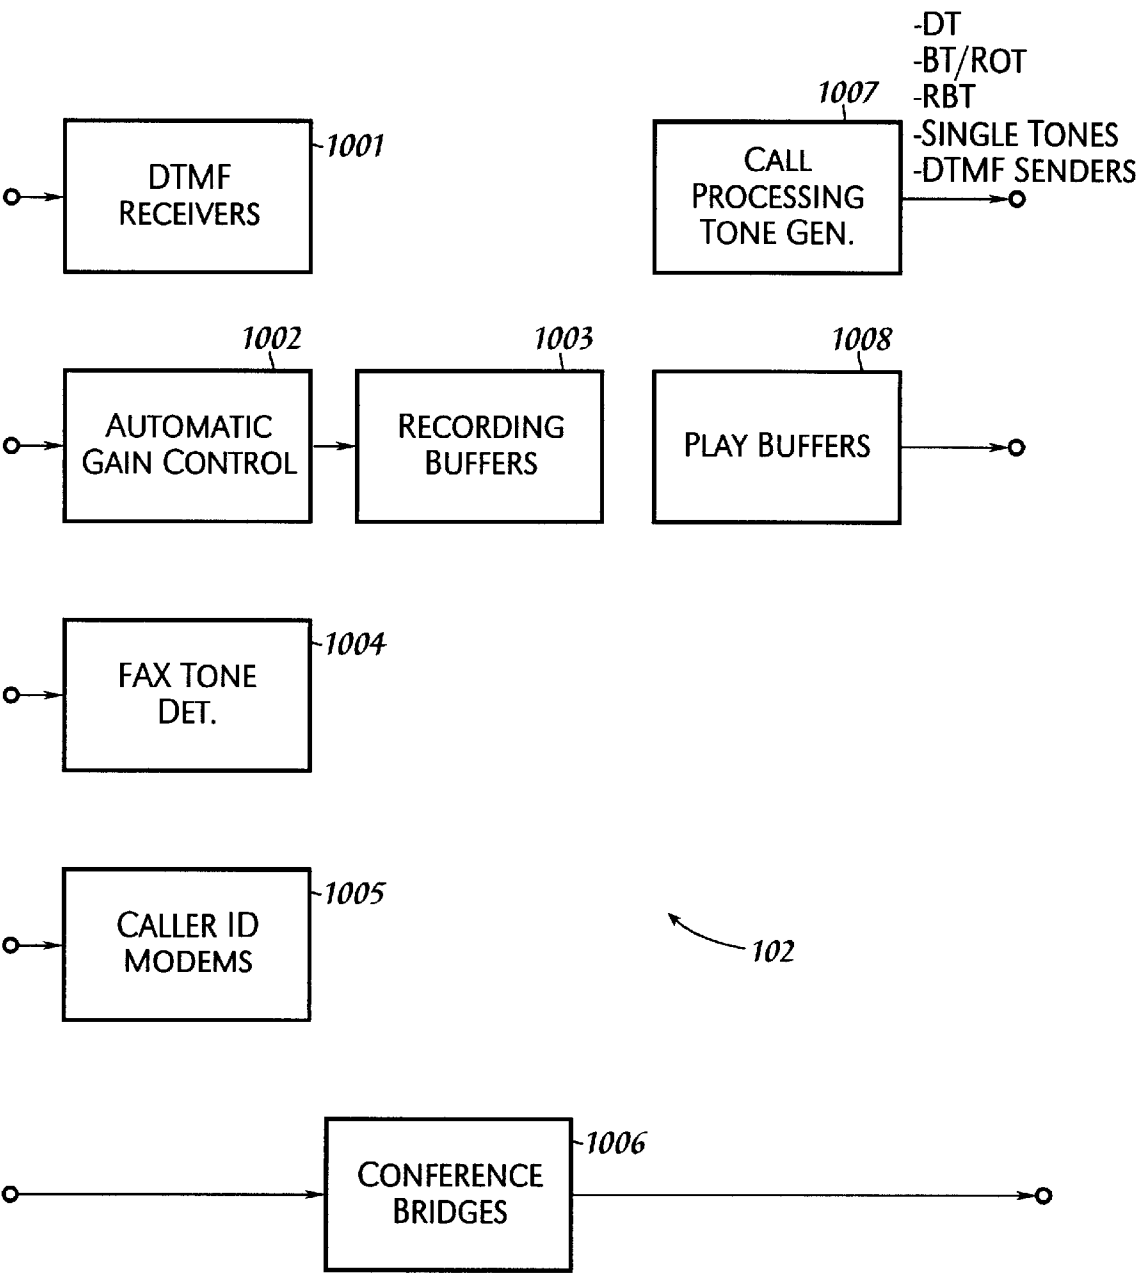 -DT
-BT/ROT
-RBT
-SINGLE TONES
-DTMF SENDERS
1001
DTMF
RECEIVERS
1007
CALL
PROCESSING
TONE GEN.
1002
AUTOMATIC
GAIN CONTROL
1003
RECORDING
BUFFERS
1008
PLAY BUFFERS
1004
FAX TONE
DET.
1005
CALLER ID
MODEMS
102
1006
CONFERENCE
BRIDGES